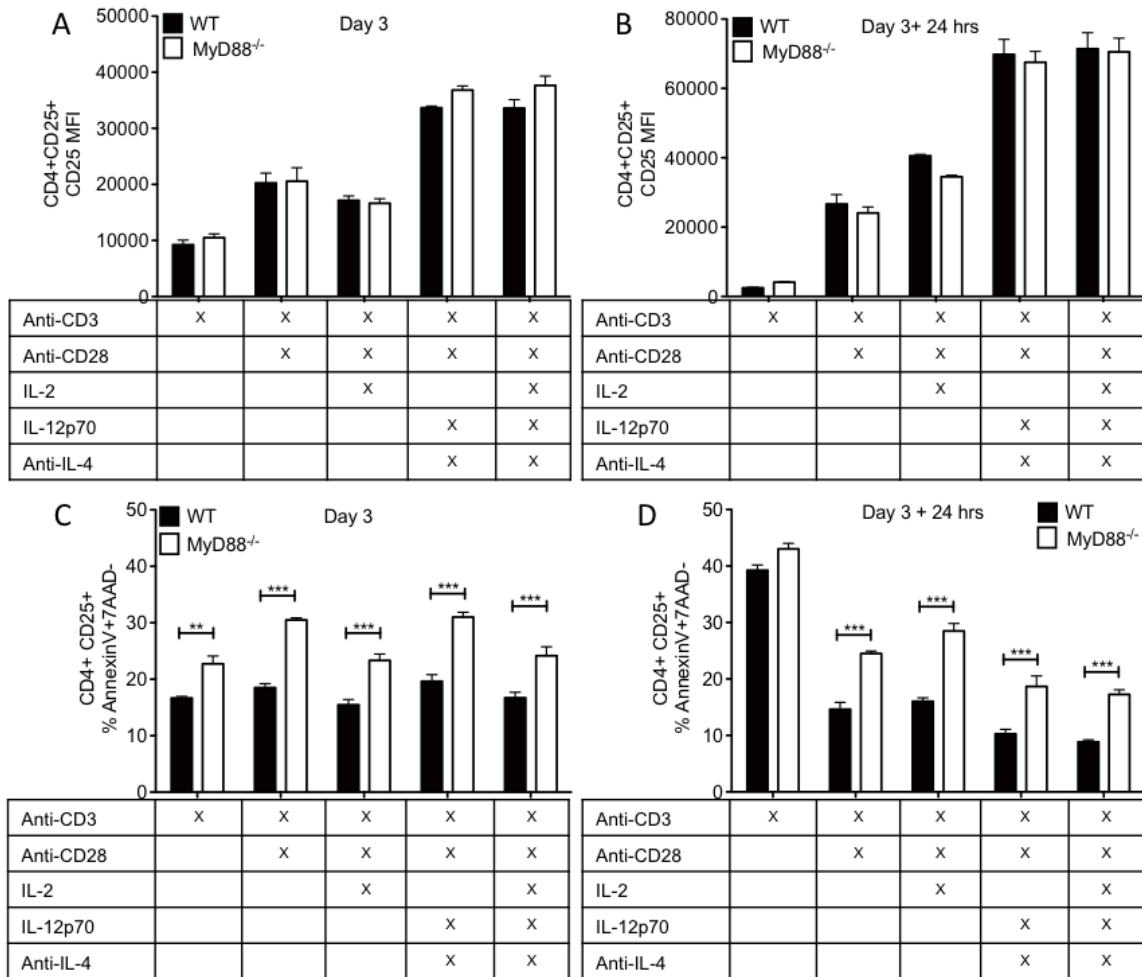 A
WT
MyD88-/-
Day 3
CD4+CD25+
CD25 MFI
50000
40000
30000
20000
10000
0
Anti-CD3 X X X X X
Anti-CD28 X X X X
IL-2 X X
IL-12p70 X X
Anti-IL-4 X X
B
WT
MyD88-/-
Day 3+ 24 hrs
CD4+CD25+
CD25 MFI
80000
60000
40000
20000
0
Anti-CD3 X X X X X
Anti-CD28 X X X X
IL-2 X X
IL-12p70 X X
Anti-IL-4 X X
C
WT
MyD88-/-
Day 3
CD4+ CD25+
% AnnexinV+7AAD-
50
40
30
20
10
0
** *** *** *** ***
Anti-CD3 X X X X X
Anti-CD28 X X X X
IL-2 X X
IL-12p70 X X
Anti-IL-4 X X
D
Day 3 + 24 hrs
WT
MyD88-/-
CD4+ CD25+
% AnnexinV+7AAD-
50
40
30
20
10
0
*** *** *** ***
Anti-CD3 X X X X X
Anti-CD28 X X X X
IL-2 X X
IL-12p70 X X
Anti-IL-4 X X